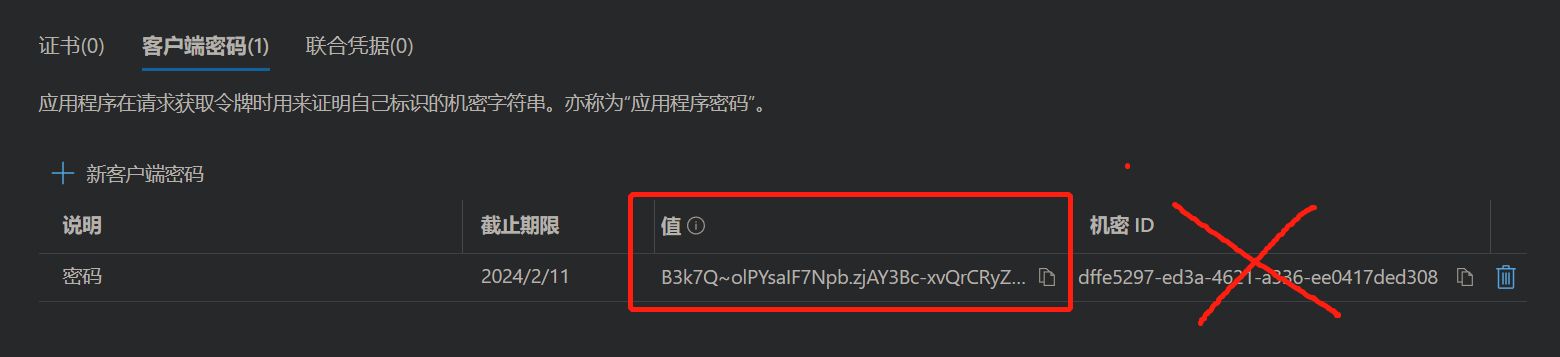 证书(0) 客户端密码(1) 联合凭据(0)
应用程序在请求获取令牌时用来证明自己标识的机密字符串。亦称为“应用程序密码”。
新客户端密码
说明 截止期限 值 机密 ID
密码 2024/2/11 B3k7Q~olPYsaIF7Npb.zjAY3Bc-xvQrCRyZ... dffe5297-ed3a-4621-a336-ee0417ded308